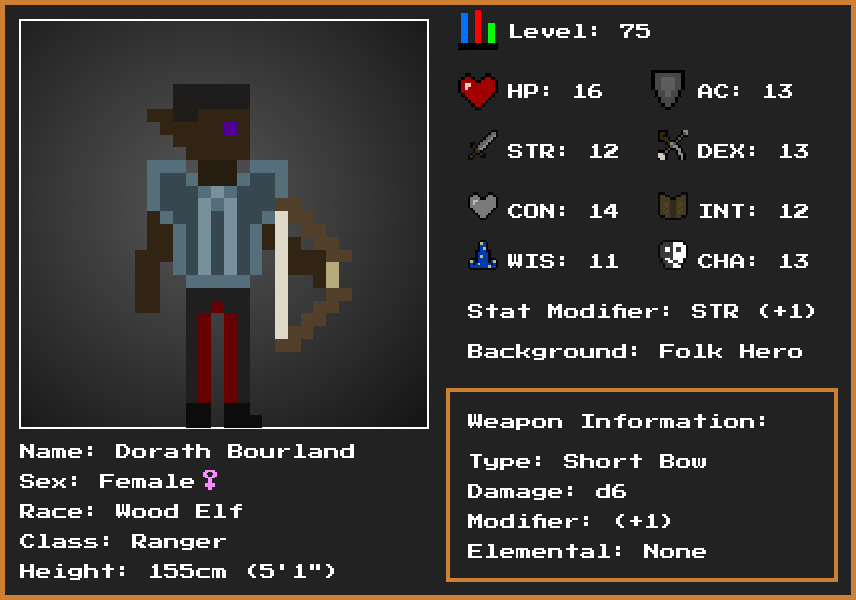 Level: 75
HP: 16
AC: 13
STR: 12
DEX: 13
CON: 14
INT: 12
WIS: 11
CHA: 13
Stat Modifier: STR (+1)
Background: Folk Hero
Weapon Information:
Type: Short Bow
Damage: d6
Modifier: (+1)
Elemental: None
Name: Dorath Bourland
Sex: Female♀
Race: Wood Elf
Class: Ranger
Height: 155cm (5'1")